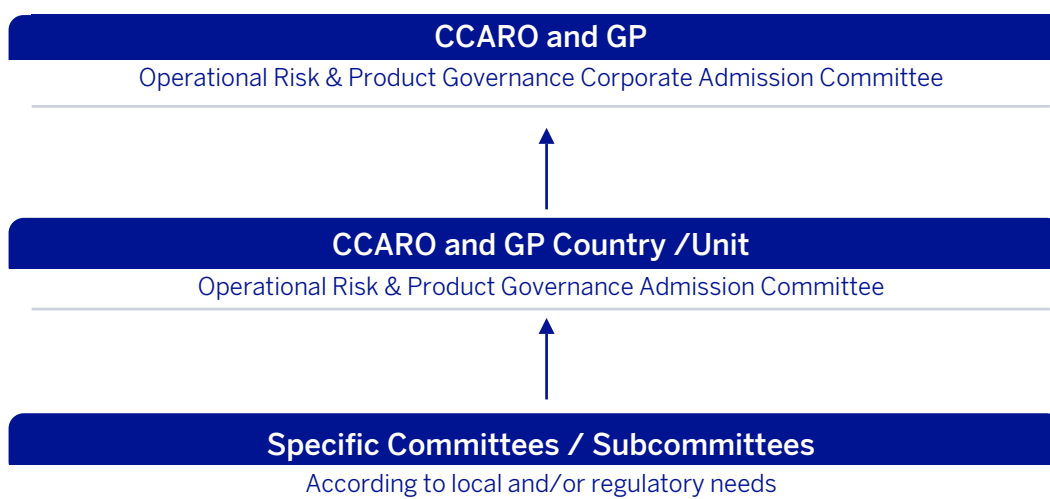 CCARO and GP
Operational Risk & Product Governance Corporate Admission Committee
CCARO and GP Country /Unit
Operational Risk & Product Governance Admission Committee
Specific Committees / Subcommittees
According to local and/or regulatory needs